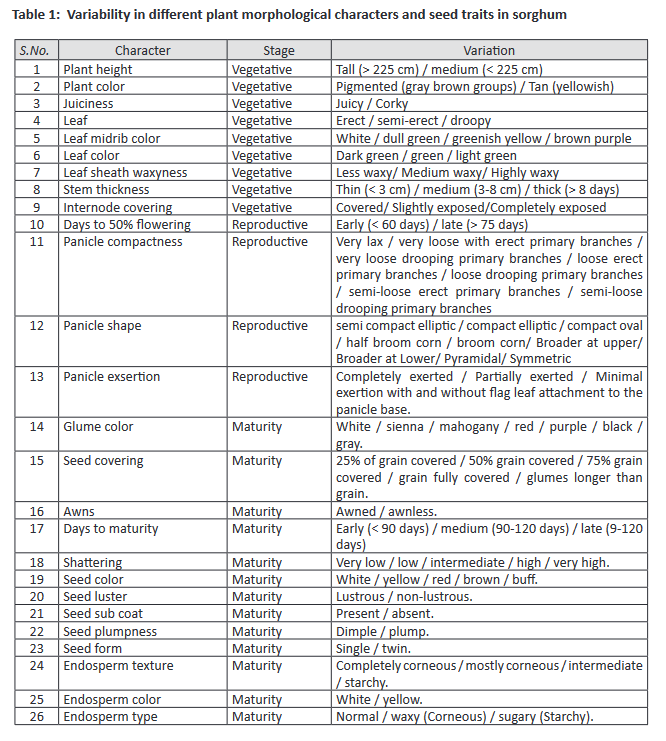 Table 1: Variability in different plant morphological characters and seed traits in sorghum
S.No. Character Stage Variation
1 Plant height Vegetative Tall (> 225 cm) / medium (< 225 cm)
2 Plant color Vegetative Pigmented (gray brown groups) / Tan (yellowish)
3 Juiciness Vegetative Juicy / Corky
4 Leaf Vegetative Erect / semi-erect / droopy
5 Leaf midrib color Vegetative White / dull green / greenish yellow / brown purple
6 Leaf color Vegetative Dark green / green / light green
7 Leaf sheath waxyness Vegetative Less waxy/ Medium waxy/ Highly waxy
8 Stem thickness Vegetative Thin (< 3 cm) / medium (3-8 cm) / thick (> 8 days)
9 Internode covering Vegetative Covered/ Slightly exposed/Completely exposed
10 Days to 50% flowering Reproductive Early (< 60 days) / late (> 75 days)
11 Panicle compactness Reproductive Very lax / very loose with erect primary branches /
very loose drooping primary branches / loose erect
primary branches / loose drooping primary branches
/ semi-loose erect primary branches / semi-loose
drooping primary branches
12 Panicle shape Reproductive semi compact elliptic / compact elliptic / compact oval
/ half broom corn / broom corn/ Broader at upper/
Broader at Lower/ Pyramidal/ Symmetric
13 Panicle exsertion Reproductive Completely exerted / Partially exerted / Minimal
exertion with and without flag leaf attachment to the
panicle base.
14 Glume color Maturity White / sienna / mahogany / red / purple / black /
gray.
15 Seed covering Maturity 25% of grain covered / 50% grain covered / 75% grain
covered / grain fully covered / glumes longer than
grain.
16 Awns Maturity Awned / awnless.
17 Days to maturity Maturity Early (< 90 days) / medium (90-120 days) / late (9-120
days)
18 Shattering Maturity Very low / low / intermediate / high / very high.
19 Seed color Maturity White / yellow / red / brown / buff.
20 Seed luster Maturity Lustrous / non-lustrous.
21 Seed sub coat Maturity Present / absent.
22 Seed plumpness Maturity Dimple / plump.
23 Seed form Maturity Single / twin.
24 Endosperm texture Maturity Completely corneous / mostly corneous / intermediate
/ starchy.
25 Endosperm color Maturity White / yellow.
26 Endosperm type Maturity Normal / waxy (Corneous) / sugary (Starchy).